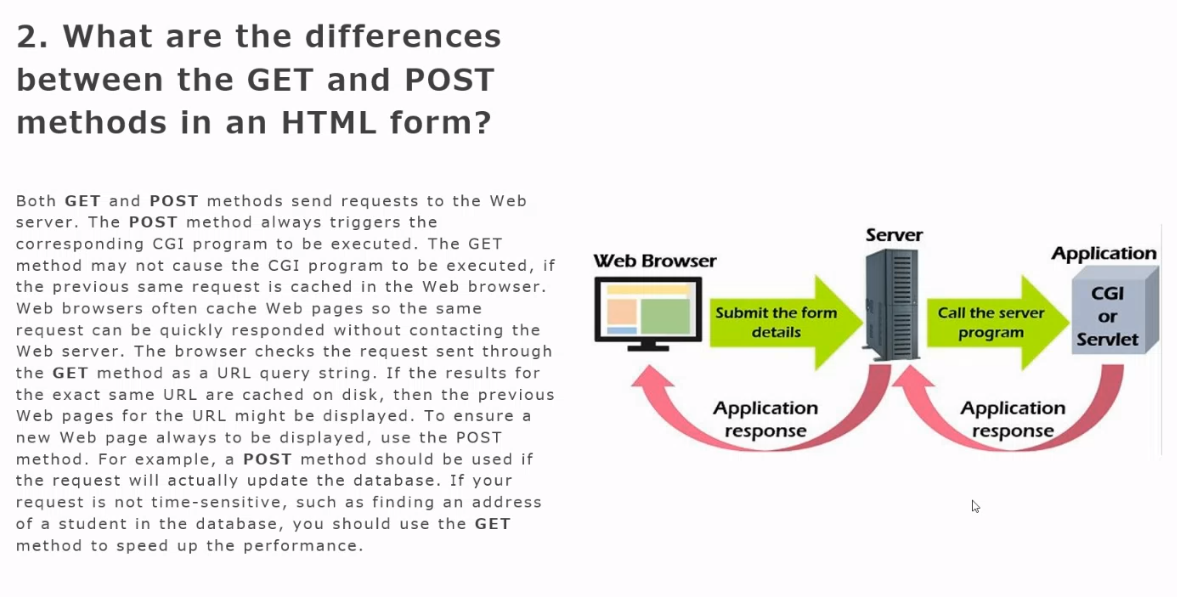 2. What are the differences
between the GET and POST
methods in an HTML form?
Both GET and POST methods send requests to the Web
server. The POST method always triggers the
corresponding CGI program to be executed. The GET
method may not cause the CGI program to be executed, if
the previous same request is cached in the Web browser.
Web browsers often cache Web pages so the same
request can be quickly responded without contacting the
Web server. The browser checks the request sent through
the GET method as a URL query string. If the results for
the exact same URL are cached on disk, then the previous
Web pages for the URL might be displayed. To ensure a
new Web page always to be displayed, use the POST
method. For example, a POST method should be used if
the request will actually update the database. If your
request is not time-sensitive, such as finding an address
of a student in the database, you should use the GET
method to speed up the performance.
Web Browser
Server
Application
Submit the form
details
Call the server
program
CGI
or
Servlet
Application
response
Application
response